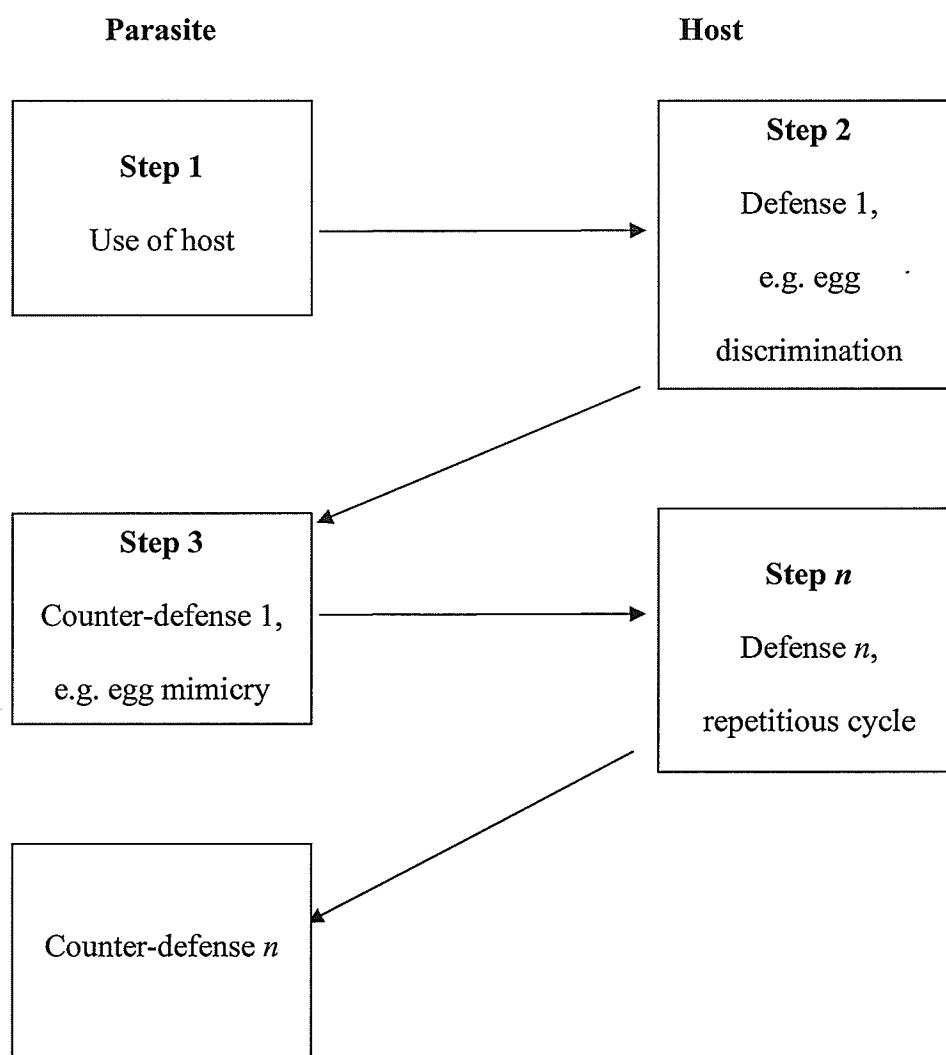 Parasite
Host
Step 1
Use of host
Step 2
Defense 1,
e.g. egg
discrimination
Step 3
Counter-defense 1,
e.g. egg mimicry
Step n
Defense n,
repetitious cycle
Counter-defense n